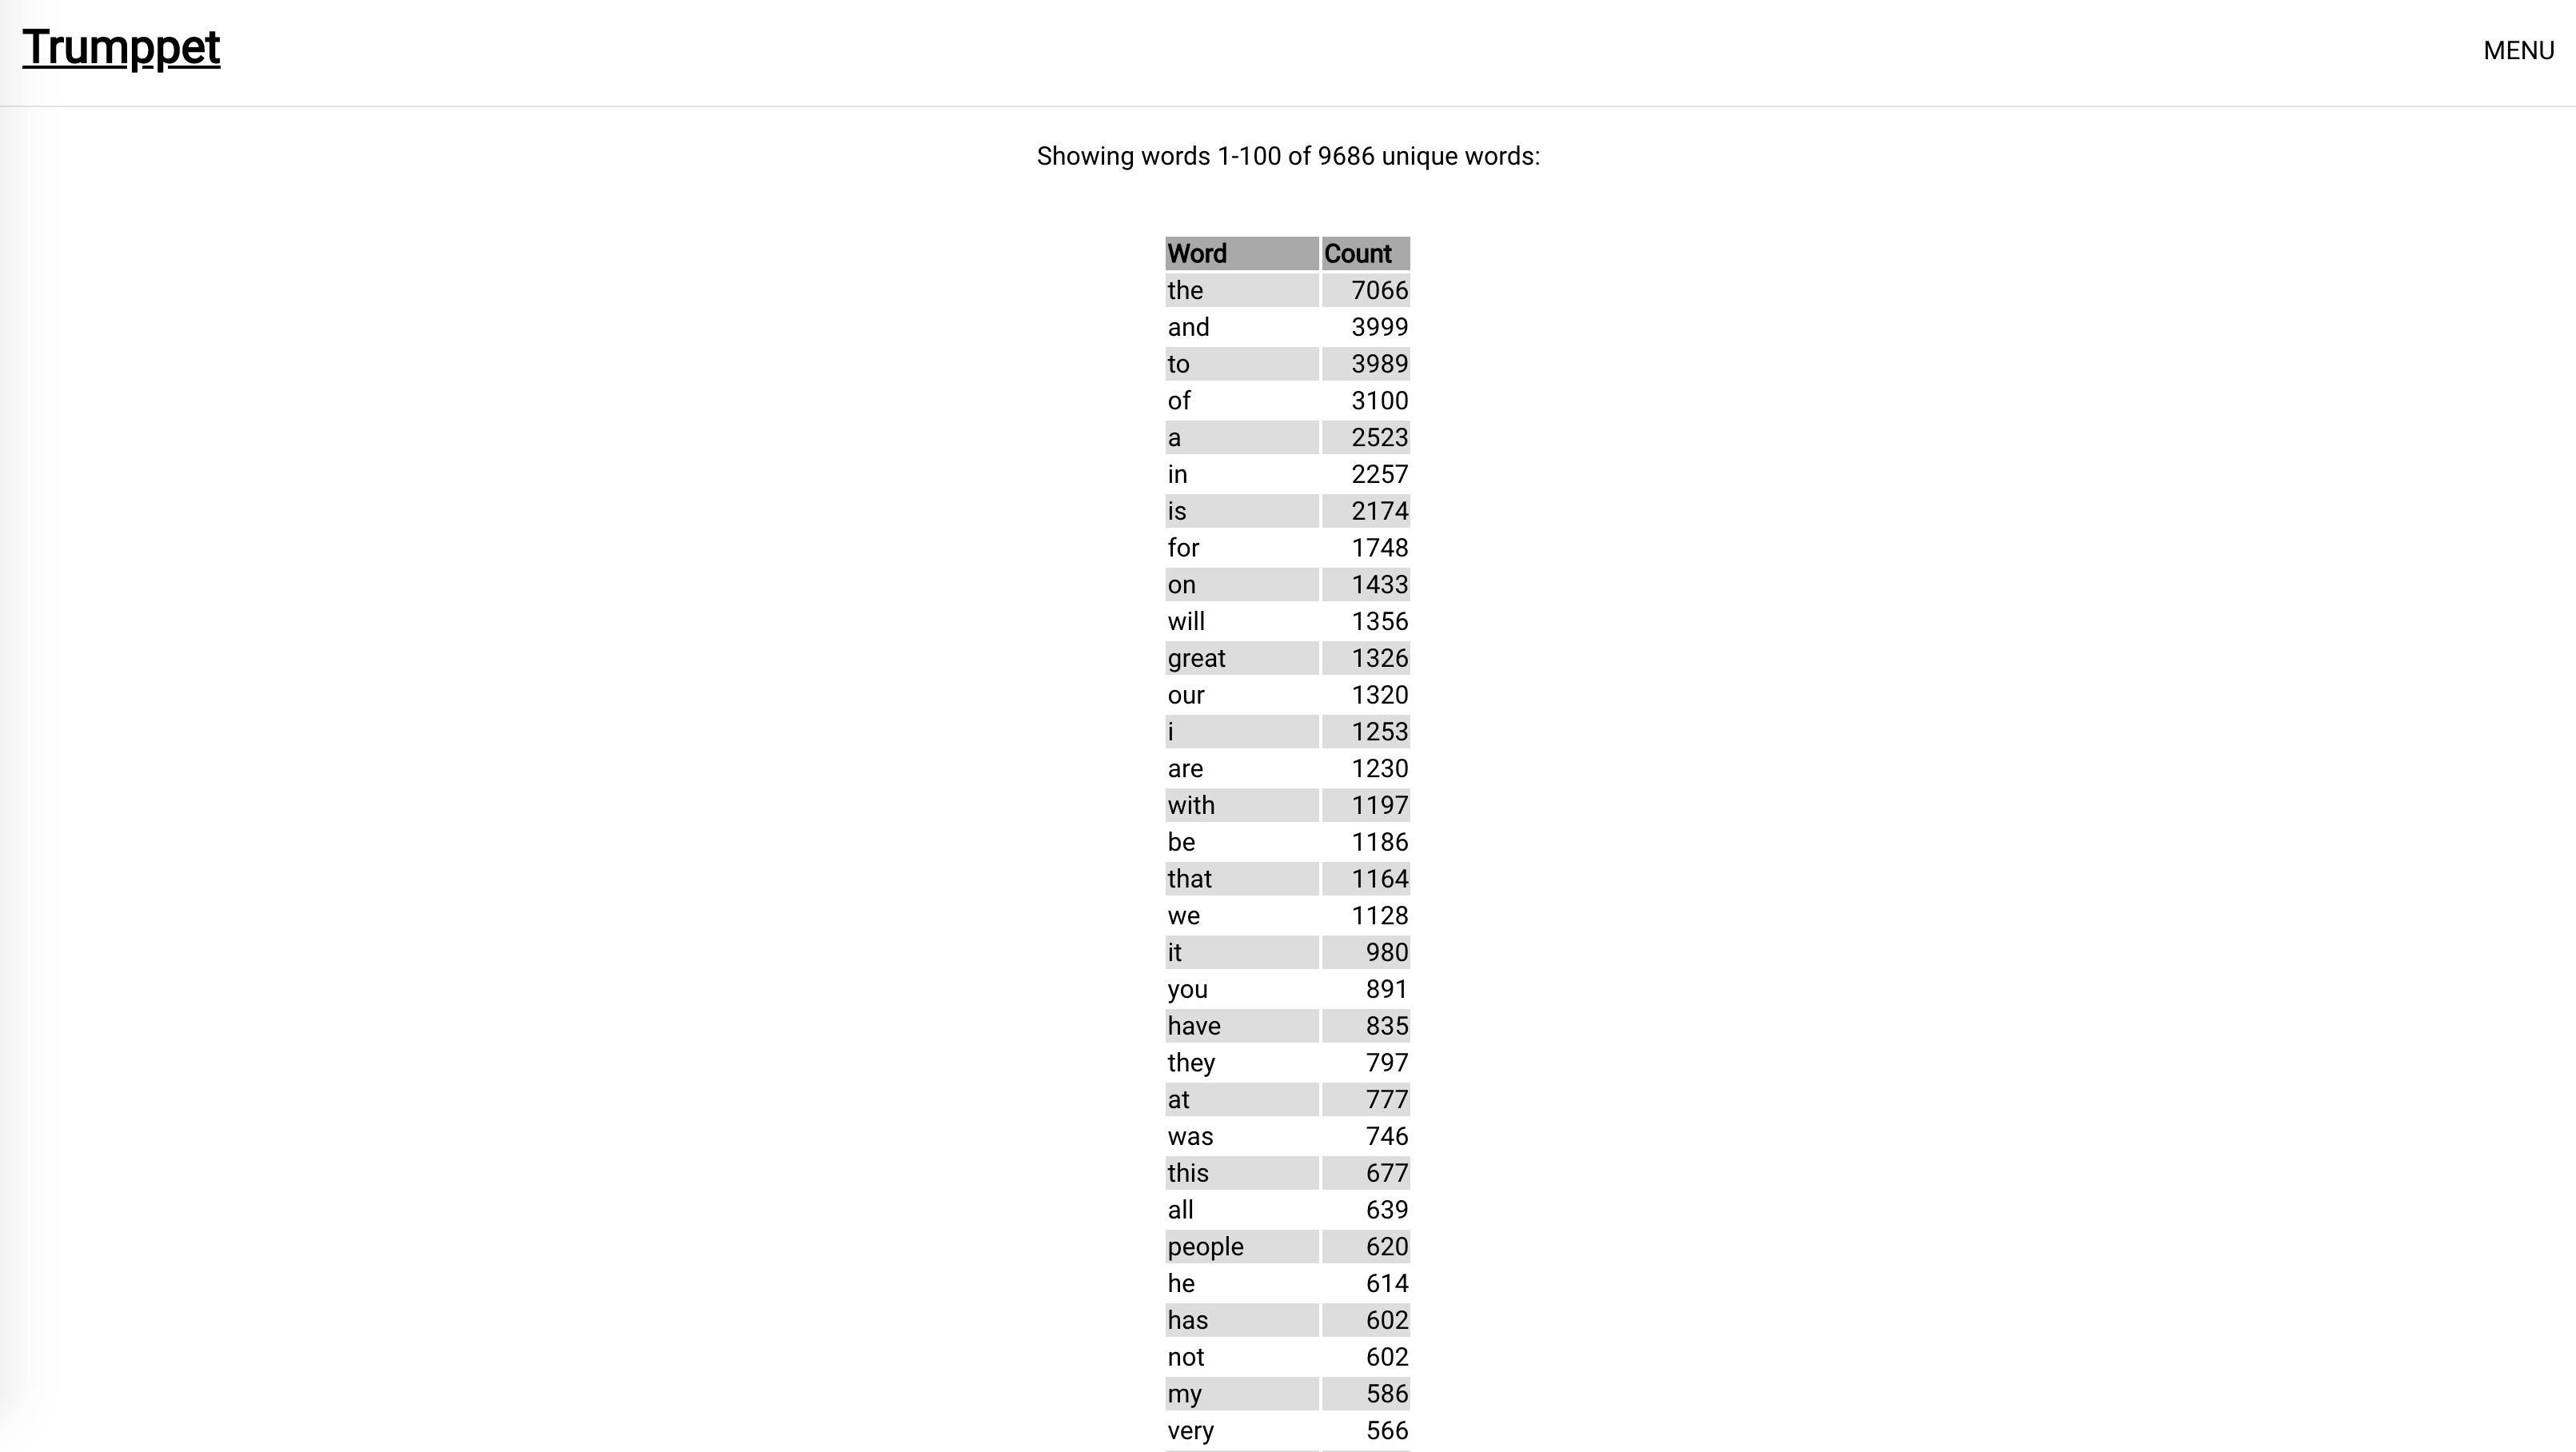 Trumppet
MENU
Showing words 1-100 of 9686 unique words:
Word Count
the 7066
and 3999
to 3989
of 3100
a 2523
in 2257
is 2174
for 1748
on 1433
will 1356
great 1326
our 1320
i 1253
are 1230
with 1197
be 1186
that 1164
we 1128
it 980
you 891
have 835
they 797
at 777
was 746
this 677
all 639
people 620
he 614
has 602
not 602
my 586
very 566